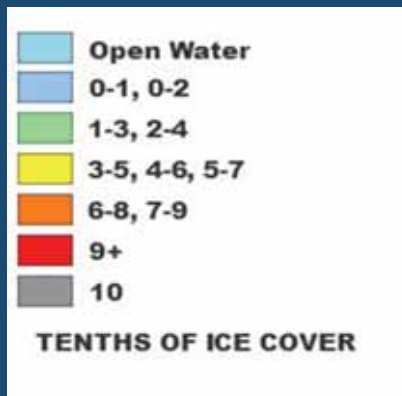 Open Water
0-1, 0-2
1-3, 2-4
3-5, 4-6, 5-7
6-8, 7-9
9+
10
TENTHS OF ICE COVER